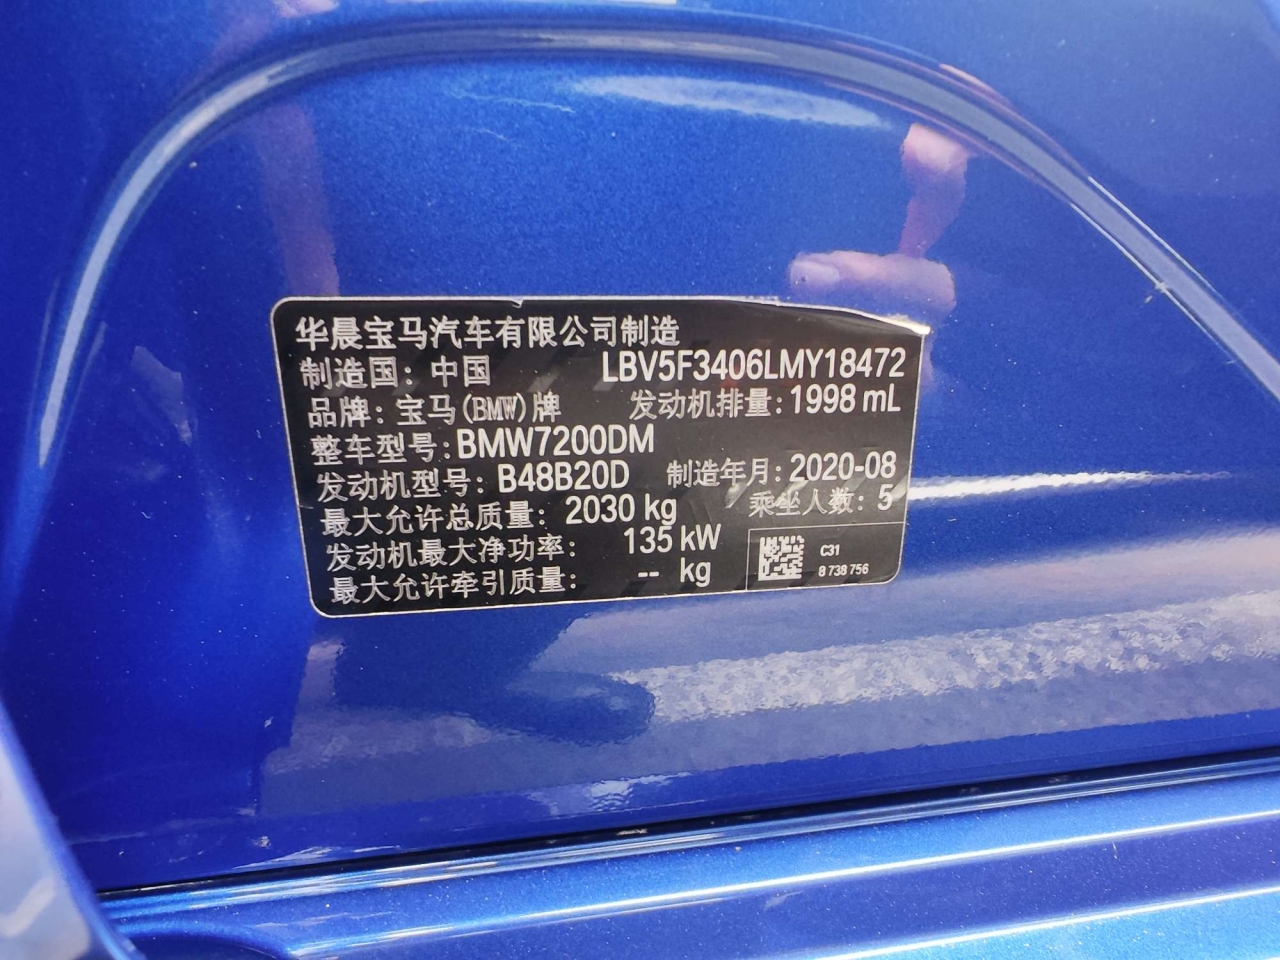 华晨宝马汽车有限公司制造
制造国：中国 LBV5F3406LMY18472
品牌：宝马(BMW)牌 发动机排量：1998 mL
整车型号：BMW7200DM
发动机型号：B48B20D 制造年月：2020-08
最大允许总质量：2030 kg 乘坐人数：5
发动机最大净功率：135 kW
最大允许牵引质量：-- kg
C31
8 738 756